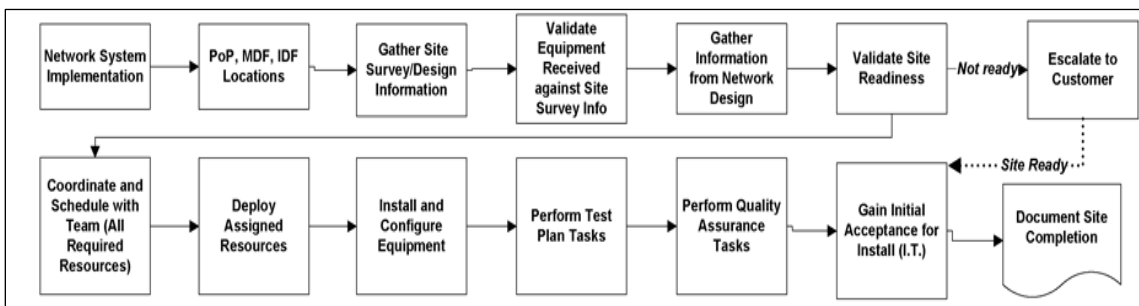 Network System
Implementation
PoP, MDF, IDF
Locations
Gather Site
Survey/Design
Information
Validate
Equipment
Received
against Site
Survey Info
Gather
Information
from Network
Design
Validate Site
Readiness
Not ready
Escalate to
Customer
Site Ready
Coordinate and
Schedule with
Team (All
Required
Resources)
Deploy
Assigned
Resources
Install and
Configure
Equipment
Perform Test
Plan Tasks
Perform Quality
Assurance
Tasks
Gain Initial
Acceptance for
Install (I.T.)
Document Site
Completion